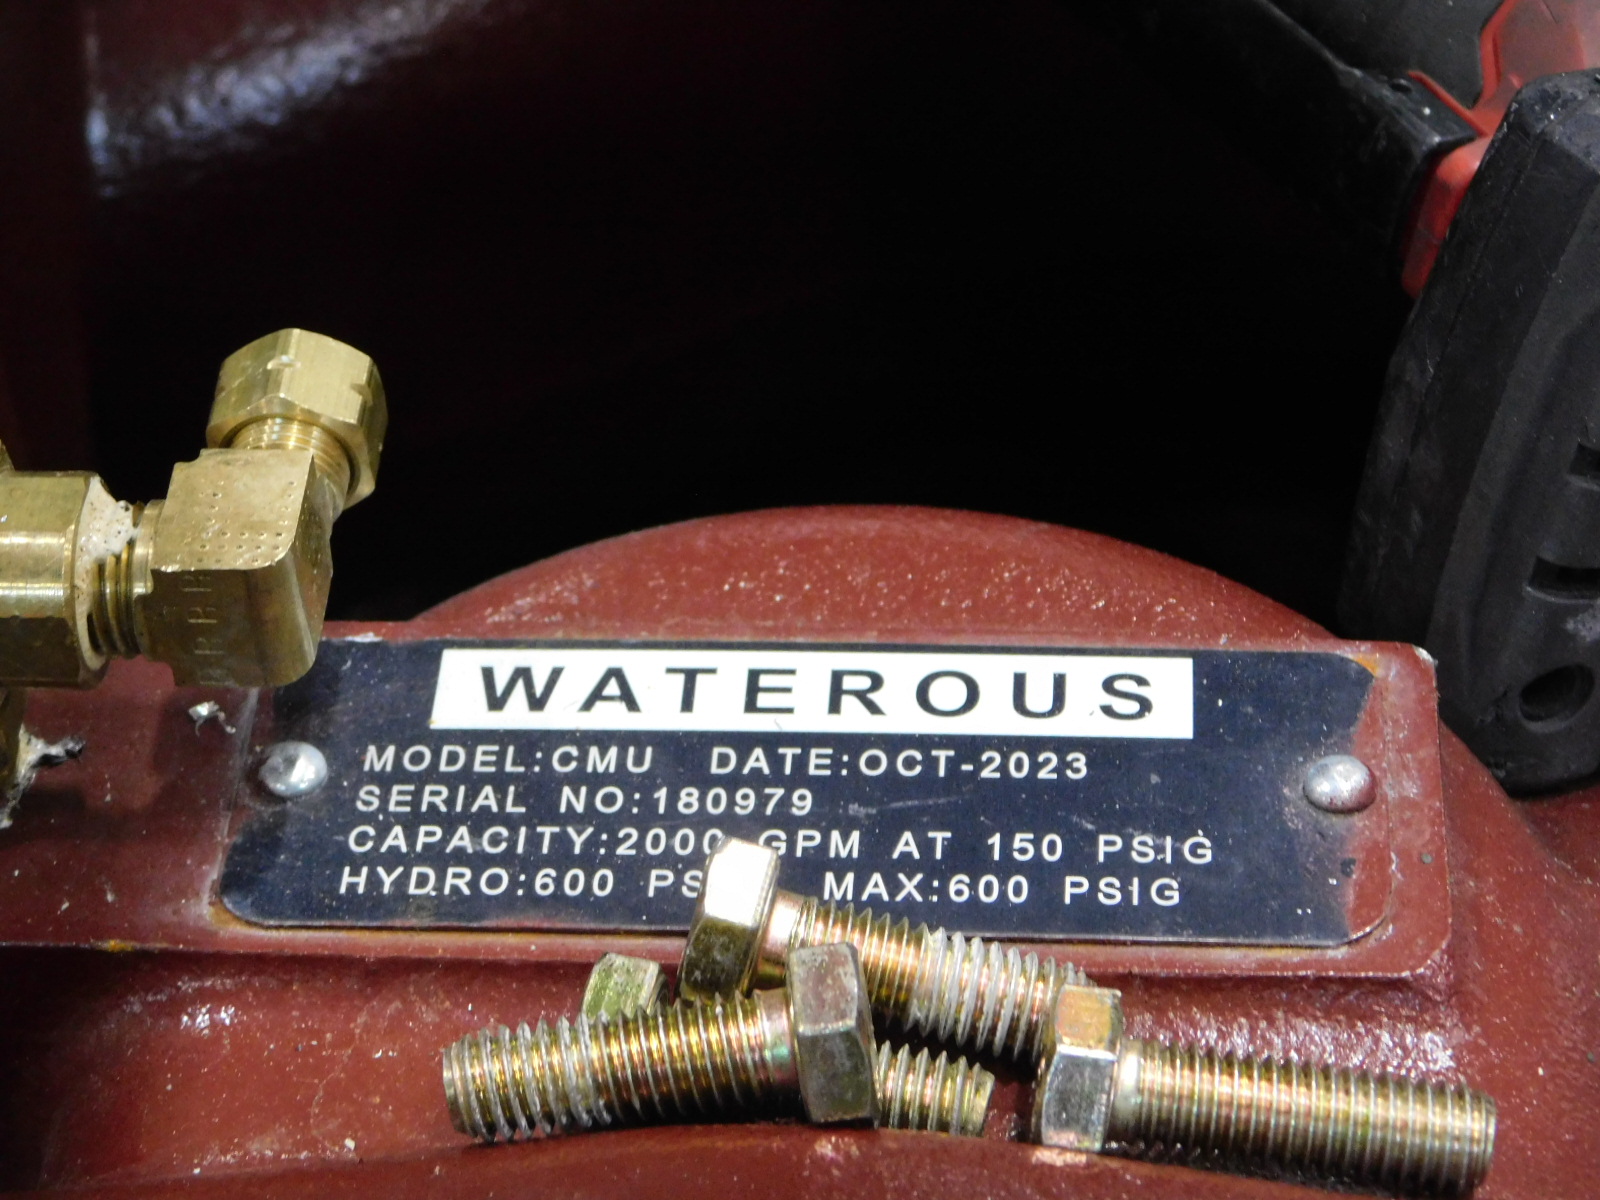 WATEROUS
MODEL:CMU DATE:OCT-2023
SERIAL NO:180979
CAPACITY:2000 GPM AT 150 PSIG
HYDRO:600 PS MAX:600 PSIG